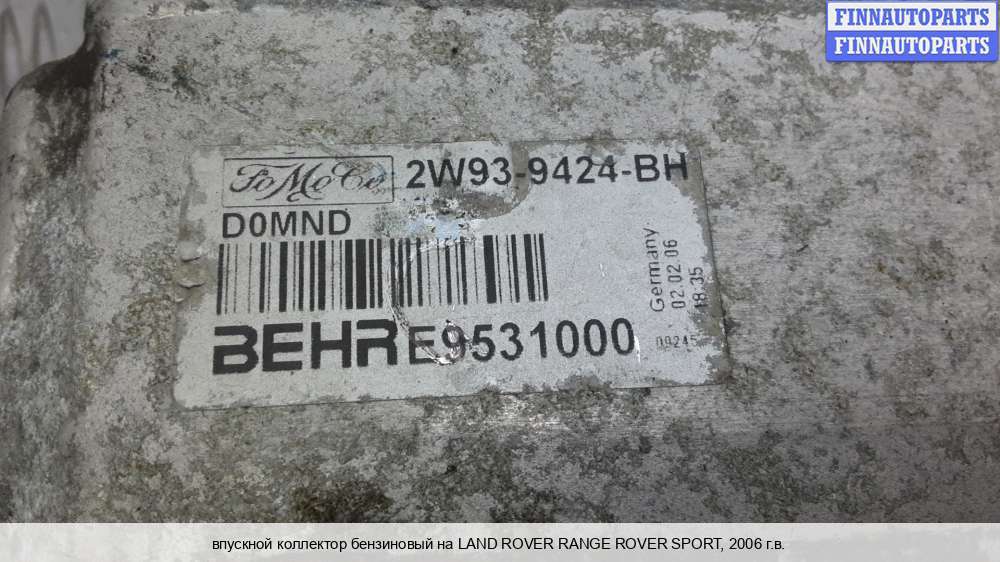 FINNAUTOPARTS
FINNAUTOPARTS
FoMoCo 2W93-9424-BH
D0MND
BEHR E9531000
Germany
02.02.06
18:35
впускной коллектор бензиновый на LAND ROVER RANGE ROVER SPORT, 2006 г.в.